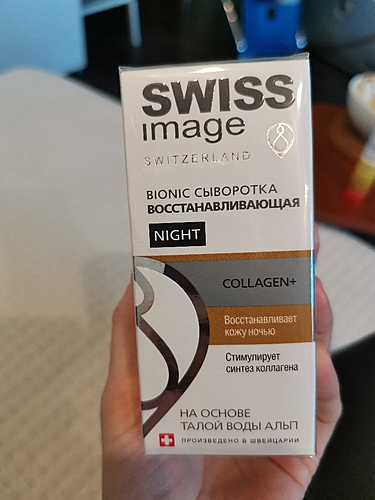 SWISS
image
SWITZERLAND
BIONIC СЫВОРОТКА
ВОССТАНАВЛИВАЮЩАЯ
NIGHT
COLLAGEN+
Восстанавливает
кожу ночью
Стимулирует
синтез коллагена
НА ОСНОВЕ
ТАЛОЙ ВОДЫ АЛЬП
ПРОИЗВЕДЕНО В ШВЕЙЦАРИИ